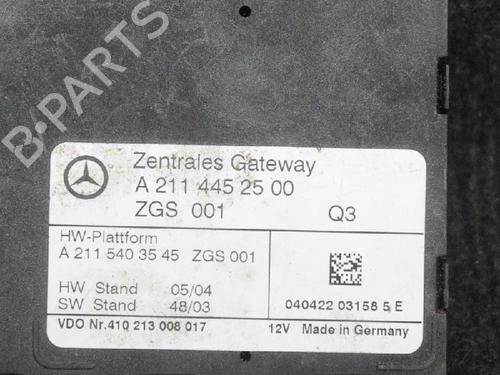 B-PARTS
Zentrales Gateway
A 211 445 25 00
ZGS 001 Q3
HW-Plattform
A 211 540 35 45 ZGS 001
HW Stand 05/04
SW Stand 48/03
040422 03158 5 E
VDO Nr.410 213 008 017 12V Made in Germany